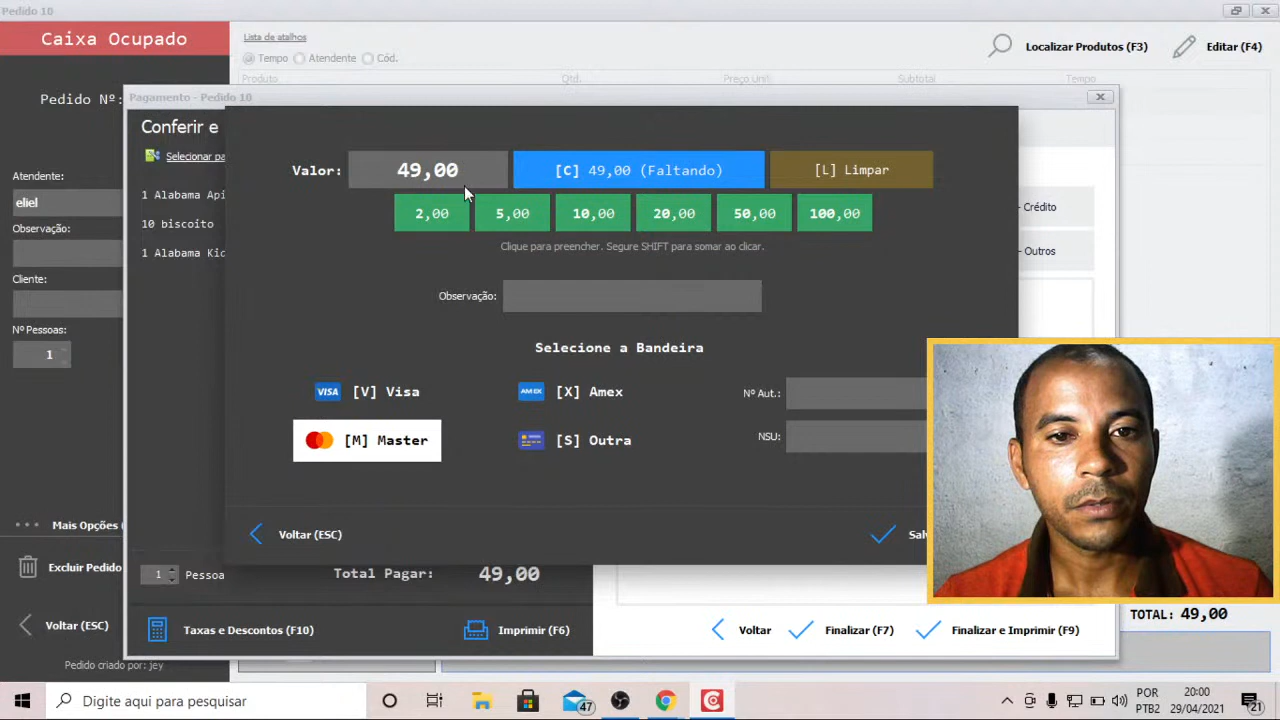 Pedido 10
Caixa Ocupado
Lista de atalhos
Tempo
Atendente
Cód.
Localizar Produtos (F3)
Editar (F4)
Produto
Qtd.
Preço Unit.
Subtotal
Tempo
Pedido Nº:
Pagamento - Pedido 10
Conferir e
Selecionar pa
Valor:
49,00
[C] 49,00 (Faltando)
[L] Limpar
Atendente:
eliel
1 Alabama Api
- Crédito
2,00
5,00
10,00
20,00
50,00
100,00
Observação:
10 biscoito
Clique para preencher. Segure SHIFT para somar ao clicar.
1 Alabama Kic
- Outros
Cliente:
Observação:
Nº Pessoas:
1
Selecione a Bandeira
VISA
[V] Visa
AMEX
[X] Amex
Nº Aut.:
[M] Master
[S] Outra
NSU:
Mais Opções (
Voltar (ESC)
Sal
Excluir Pedido
1
Pessoa
Total Pagar:
49,00
TOTAL: 49,00
Voltar (ESC)
Taxas e Descontos (F10)
Imprimir (F6)
Voltar
Finalizar (F7)
Finalizar e Imprimir (F9)
Pedido criado por: jey
Digite aqui para pesquisar
47
POR
PTB2
20:00
29/04/2021
21